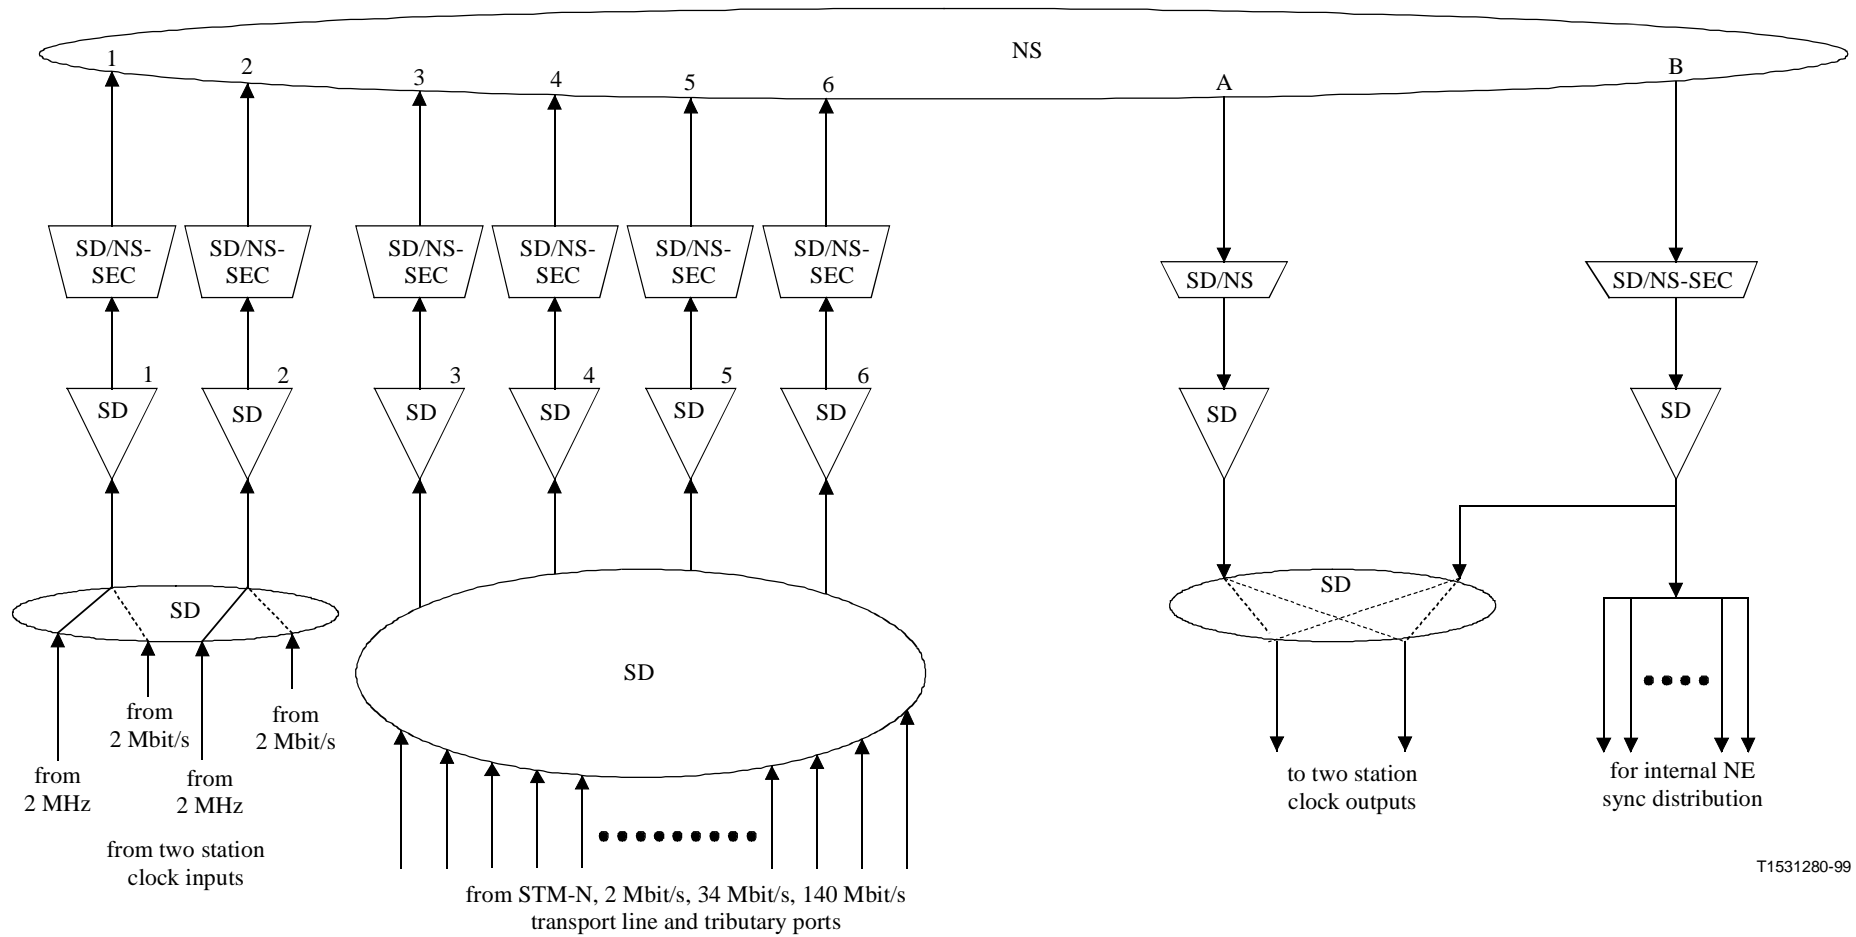 NS
1
2
3
4
5
6
A
B
SD/NS-
SEC
SD/NS-
SEC
SD/NS-
SEC
SD/NS-
SEC
SD/NS-
SEC
SD/NS-
SEC
SD/NS
SD/NS-SEC
1
SD
2
SD
3
SD
4
SD
5
SD
6
SD
SD
SD
SD
SD
SD
from
2 MHz
from
2 Mbit/s
from
2 MHz
from
2 Mbit/s
from two station
clock inputs
from STM-N, 2 Mbit/s, 34 Mbit/s, 140 Mbit/s
transport line and tributary ports
to two station
clock outputs
for internal NE
sync distribution
T1531280-99